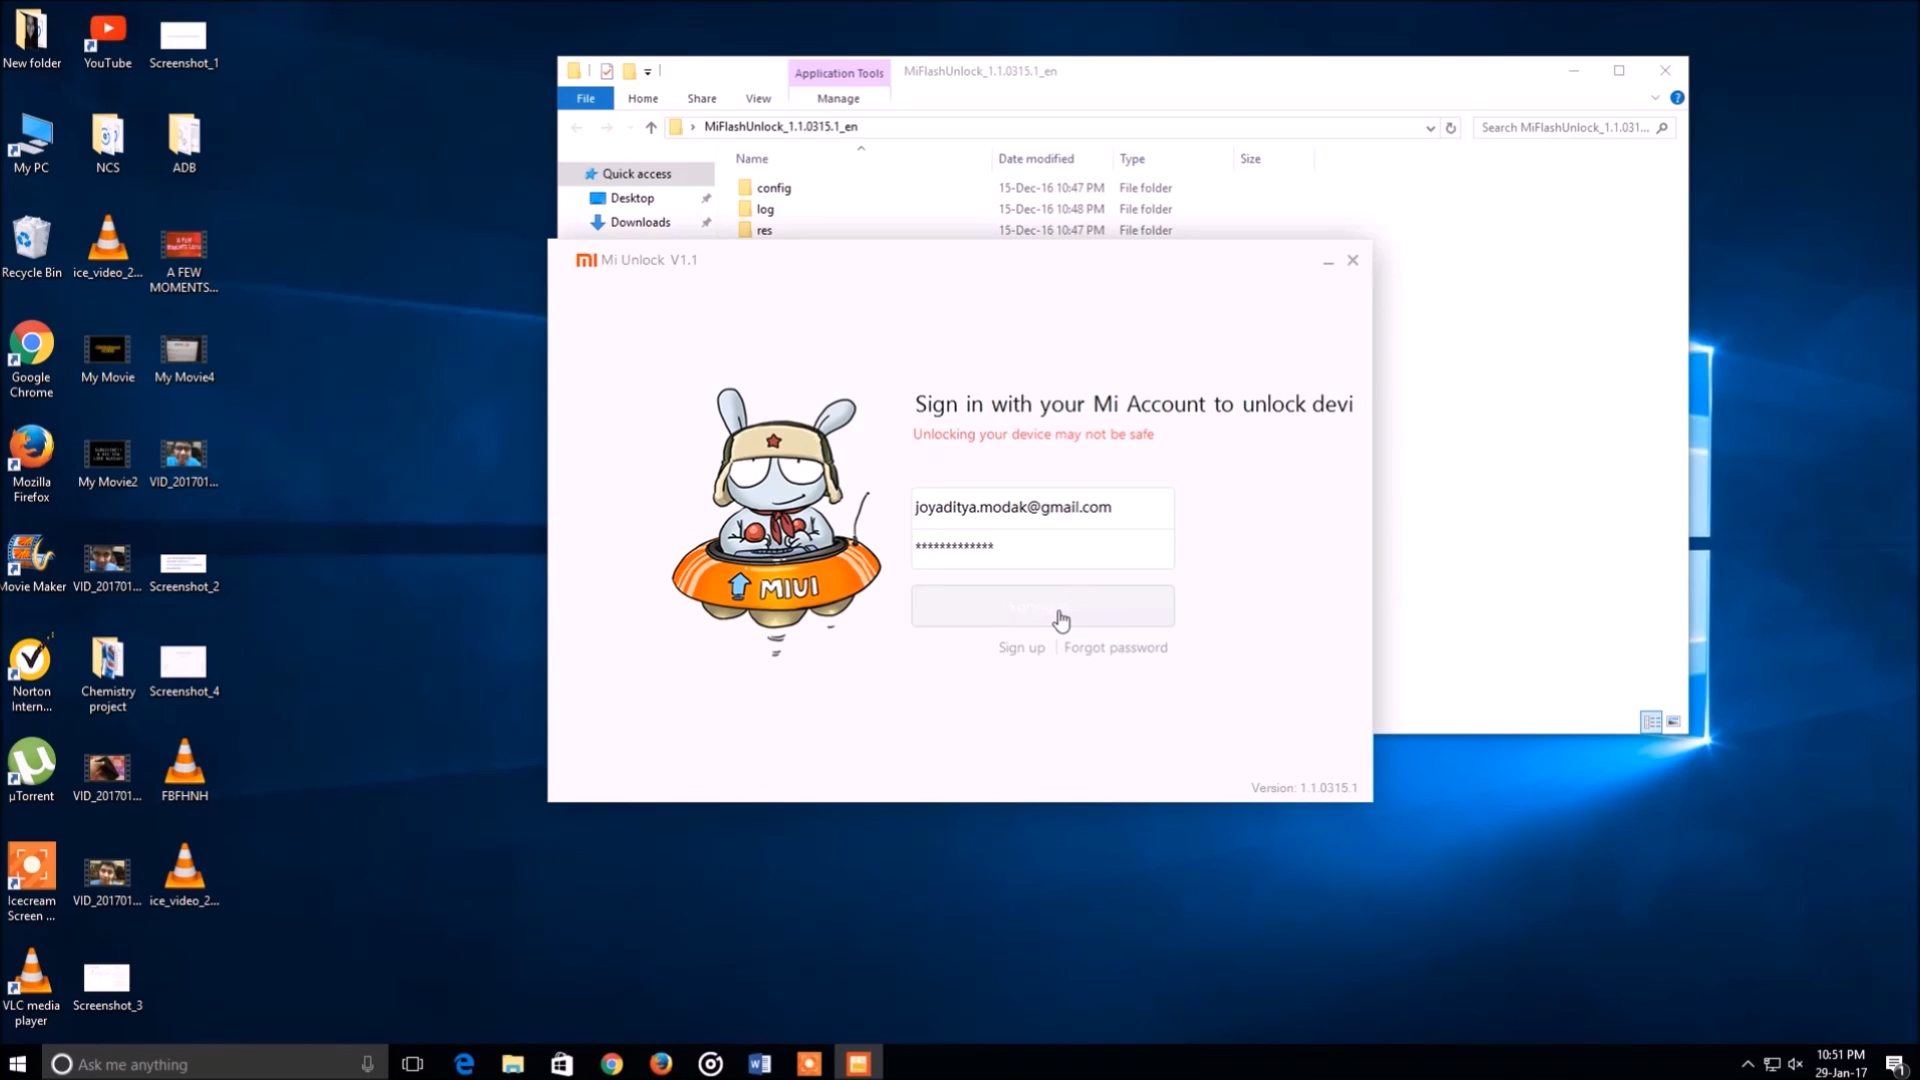 New folder
YouTube
Screenshot_1
My PC
NCS
ADB
Recycle Bin
ice_video_2...
A FEW
MOMENTS...
Google
Chrome
My Movie
My Movie4
Mozilla
Firefox
My Movie2
VID_201701...
Movie Maker
VID_201701...
Screenshot_2
Norton
Intern...
Chemistry
project
Screenshot_4
µTorrent
VID_201701...
FBFHNH
Icecream
Screen ...
VID_201701...
ice_video_2...
VLC media
player
Screenshot_3
Application Tools
MiFlashUnlock_1.1.0315.1_en
File
Home
Share
View
Manage
MiFlashUnlock_1.1.0315.1_en
Search MiFlashUnlock_1.1.031...
Name
Date modified
Type
Size
Quick access
Desktop
Downloads
config 15-Dec-16 10:47 PM File folder
log 15-Dec-16 10:48 PM File folder
res 15-Dec-16 10:47 PM File folder
Mi Unlock V1.1
Sign in with your Mi Account to unlock devi
Unlocking your device may not be safe
joyaditya.modak@gmail.com
*************
Sign up | Forgot password
MIUI
Version: 1.1.0315.1
Ask me anything
10:51 PM
29-Jan-17
1